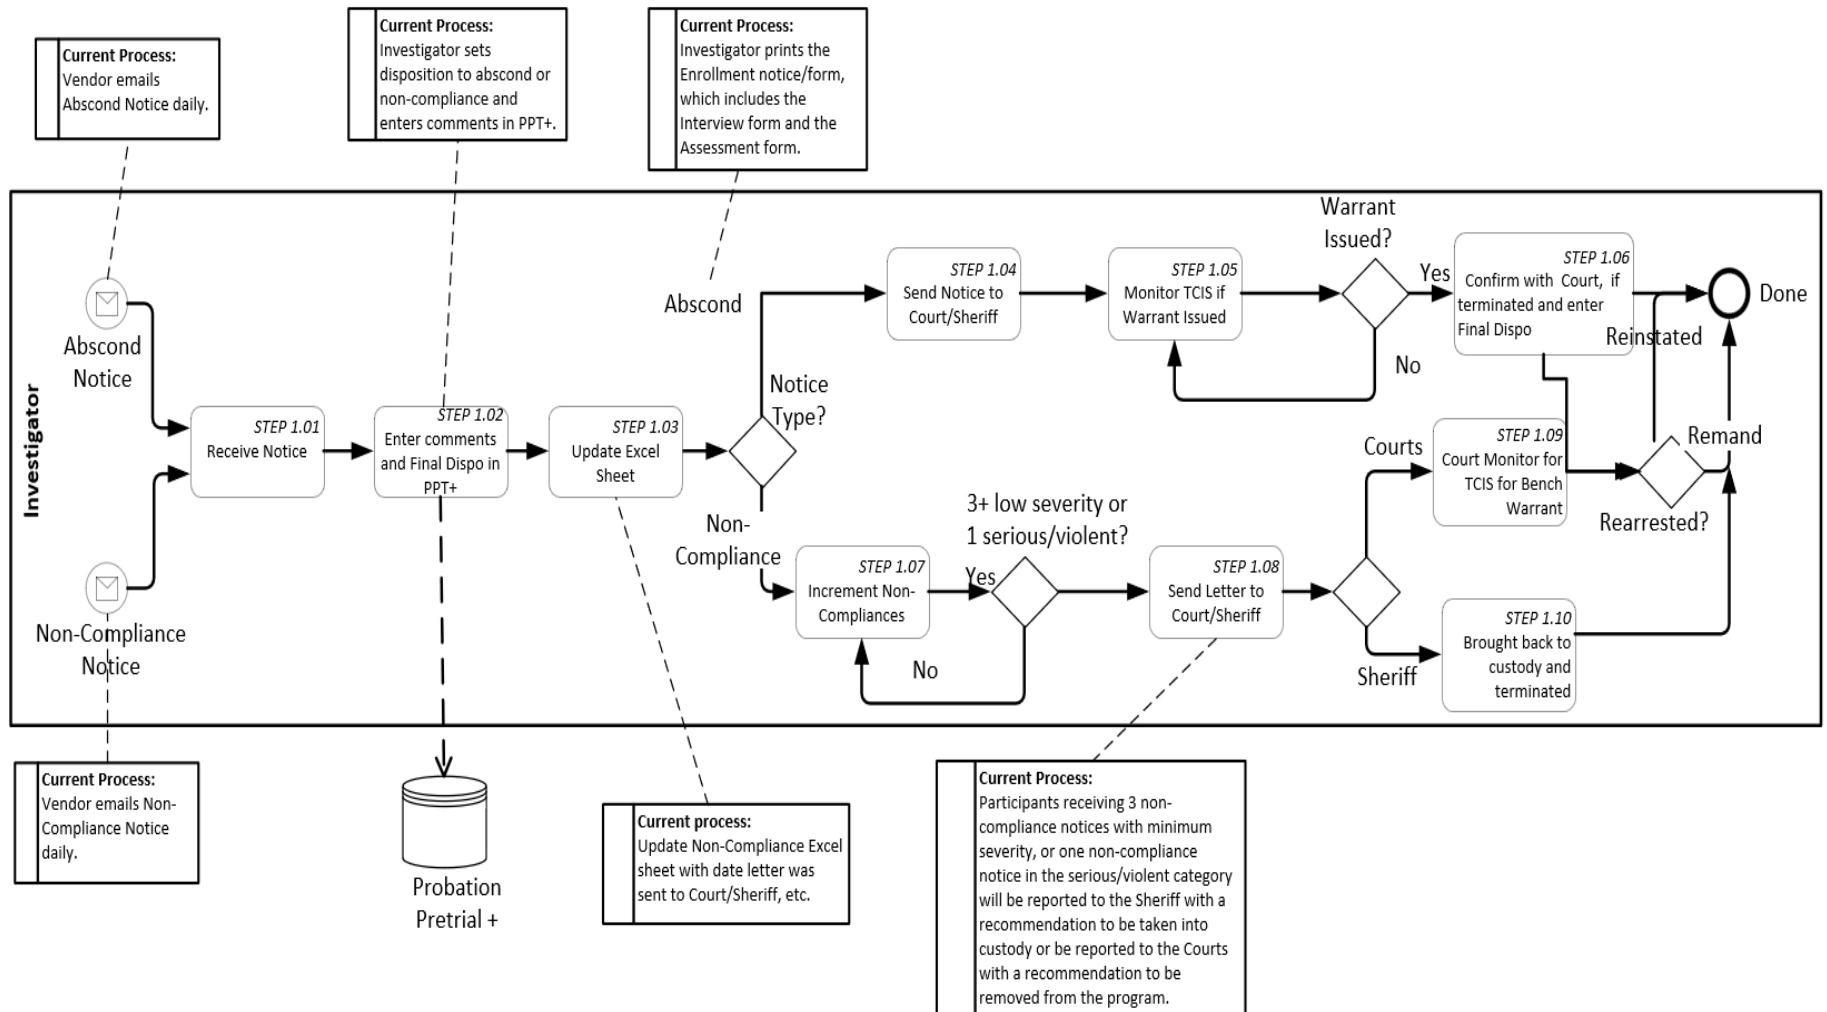 Current Process:
Vendor emails
Abscond Notice daily.
Current Process:
Investigator sets
disposition to abscond or
non-compliance and
enters comments in PPT+.
Current Process:
Investigator prints the
Enrollment notice/form,
which includes the
Interview form and the
Assessment form.
Investigator
Abscond
Notice
Non-Compliance
Notice
STEP 1.01
Receive Notice
STEP 1.02
Enter comments
and Final Dispo in
PPT+
STEP 1.03
Update Excel
Sheet
Notice
Type?
Abscond
STEP 1.04
Send Notice to
Court/Sheriff
STEP 1.05
Monitor TCIS if
Warrant Issued
Warrant
Issued?
Yes
No
STEP 1.06
Confirm with Court, if
terminated and enter
Final Dispo
Reinstated
Done
Non-
Compliance
STEP 1.07
Increment Non-
Compliances
3+ low severity or
1 serious/violent?
Yes
No
STEP 1.08
Send Letter to
Court/Sheriff
Courts
Sheriff
STEP 1.09
Court Monitor for
TCIS for Bench
Warrant
Rearrested?
Remand
STEP 1.10
Brought back to
custody and
terminated
Current Process:
Vendor emails Non-
Compliance Notice
daily.
Probation
Pretrial +
Current process:
Update Non-Compliance Excel
sheet with date letter was
sent to Court/Sheriff, etc.
Current Process:
Participants receiving 3 non-
compliance notices with minimum
severity, or one non-compliance
notice in the serious/violent category
will be reported to the Sheriff with a
recommendation to be taken into
custody or be reported to the Courts
with a recommendation to be
removed from the program.